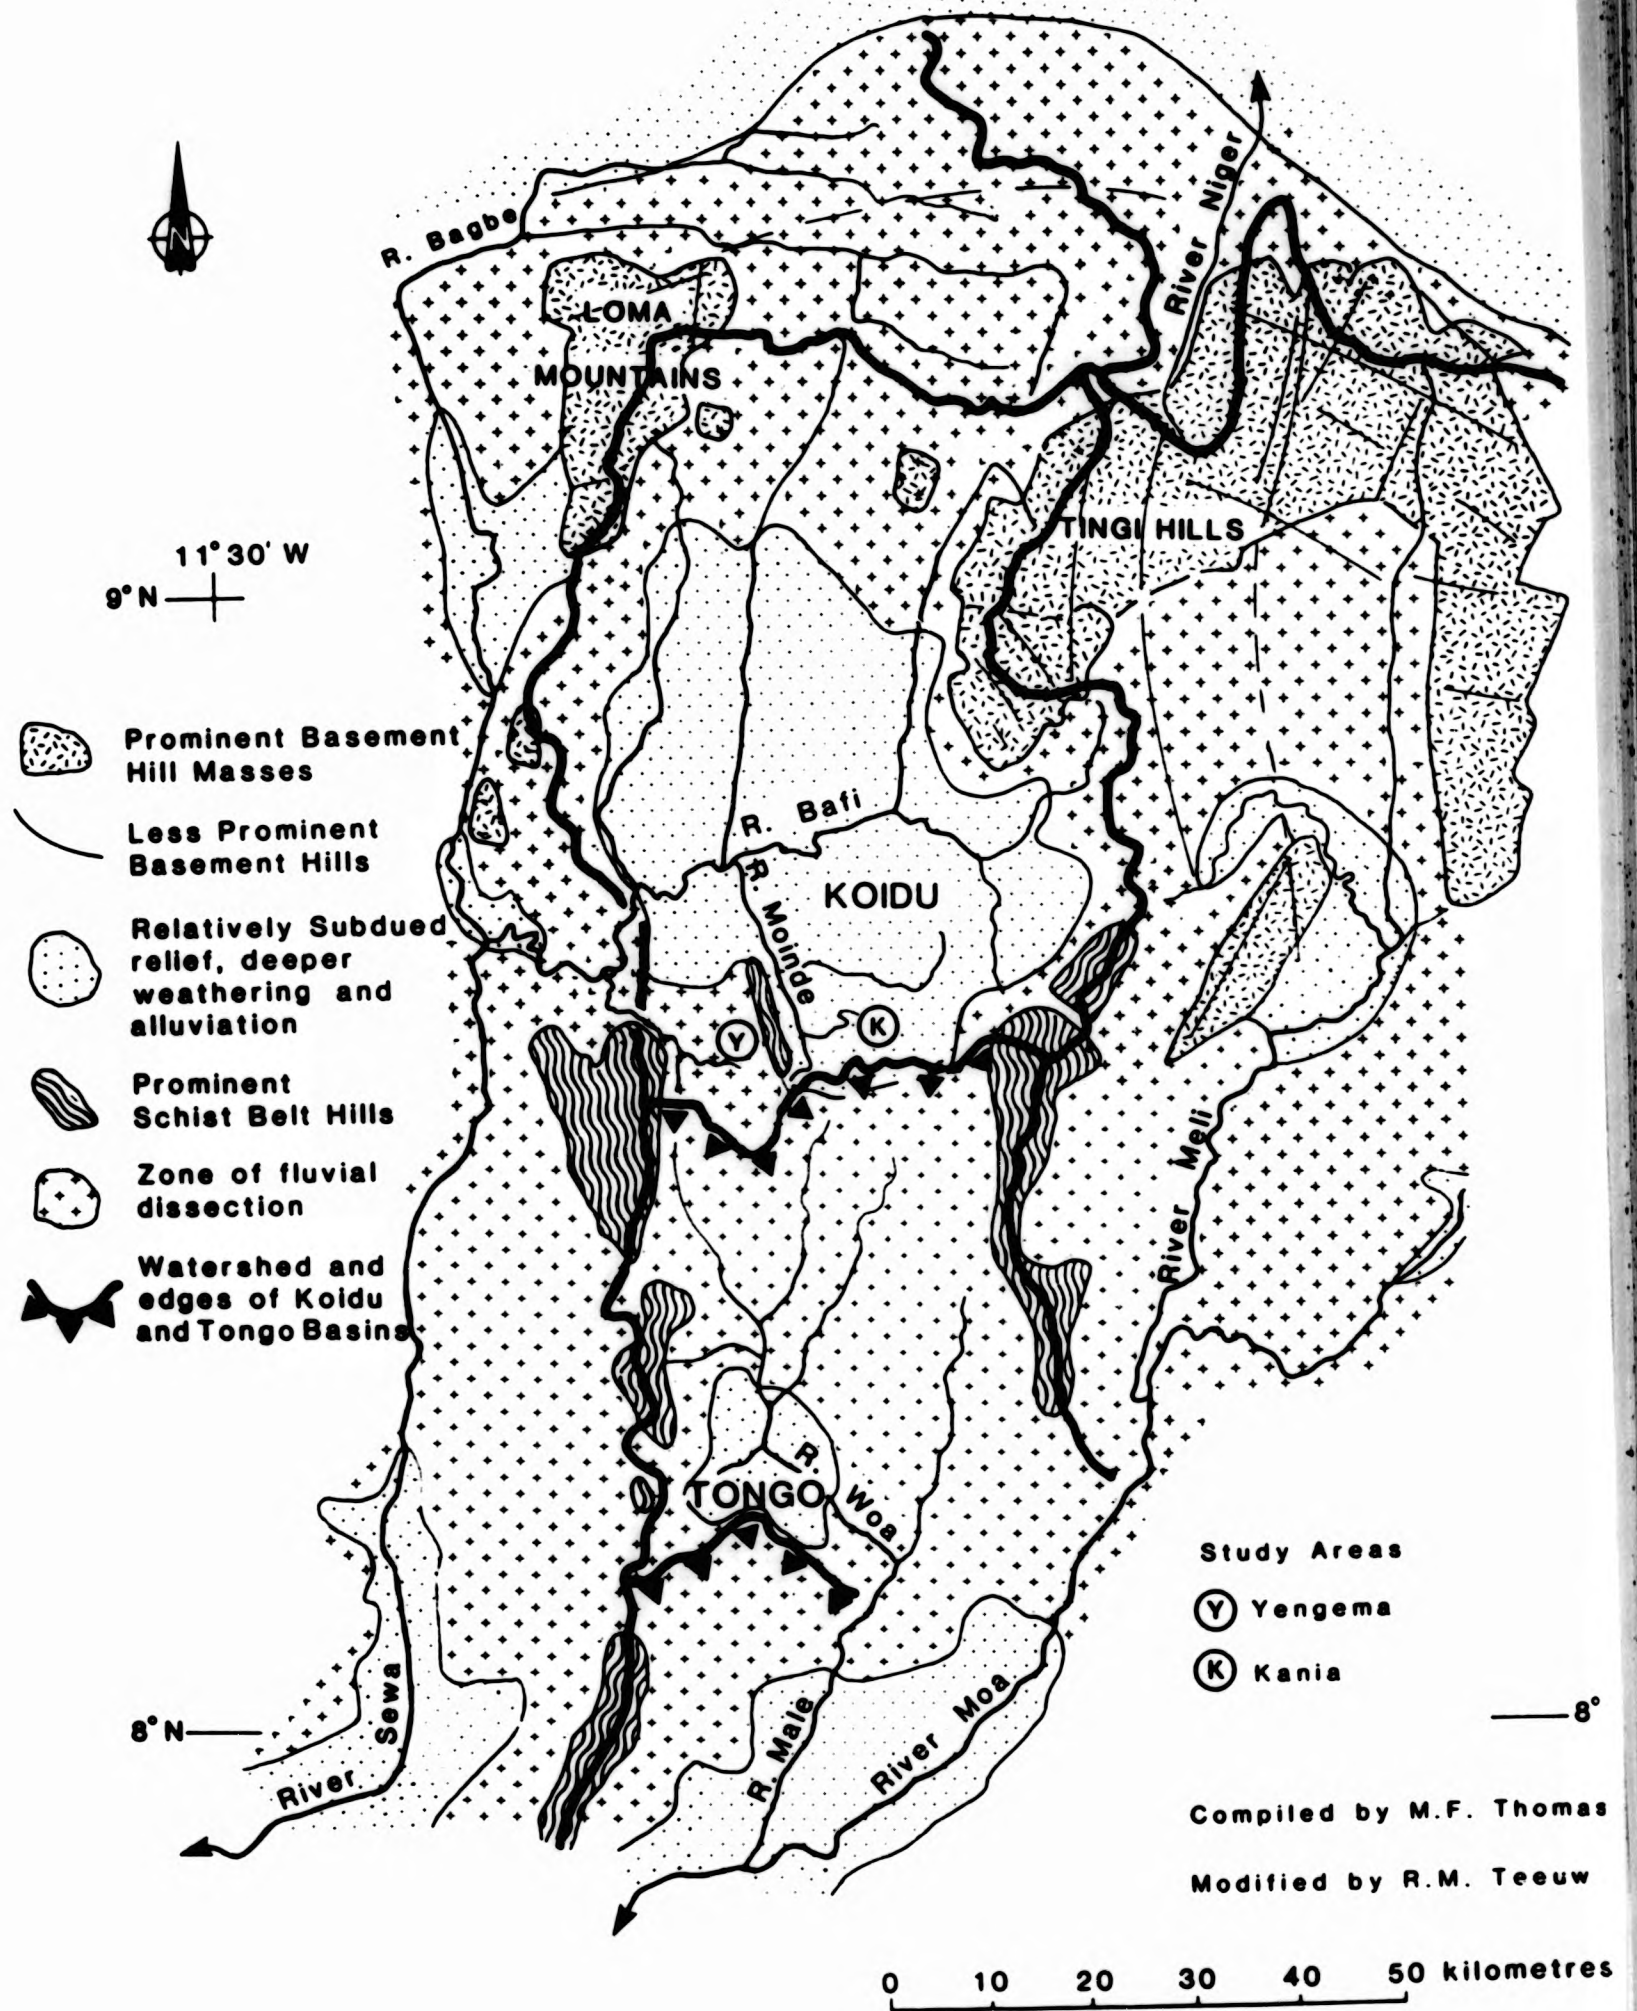 River Niger
R. Bagbe
N
LOMA
MOUNTAINS
TINGI HILLS
11° 30' W
9° N
Prominent Basement
Hill Masses
Less Prominent
Basement Hills
Relatively Subdued
relief, deeper
weathering and
alluviation
Prominent
Schist Belt Hills
Zone of fluvial
dissection
Watershed and
edges of Koidu
and Tongo Basins
R. Bafi
KOIDU
R. Moinde
Y
K
River Meli
R. Woa
TONGO
Study Areas
Y Yengema
K Kania
8° N
8°
River Sewa
R. Male
River Moa
Compiled by M.F. Thomas
Modified by R.M. Teeuw
0 10 20 30 40 50 kilometres